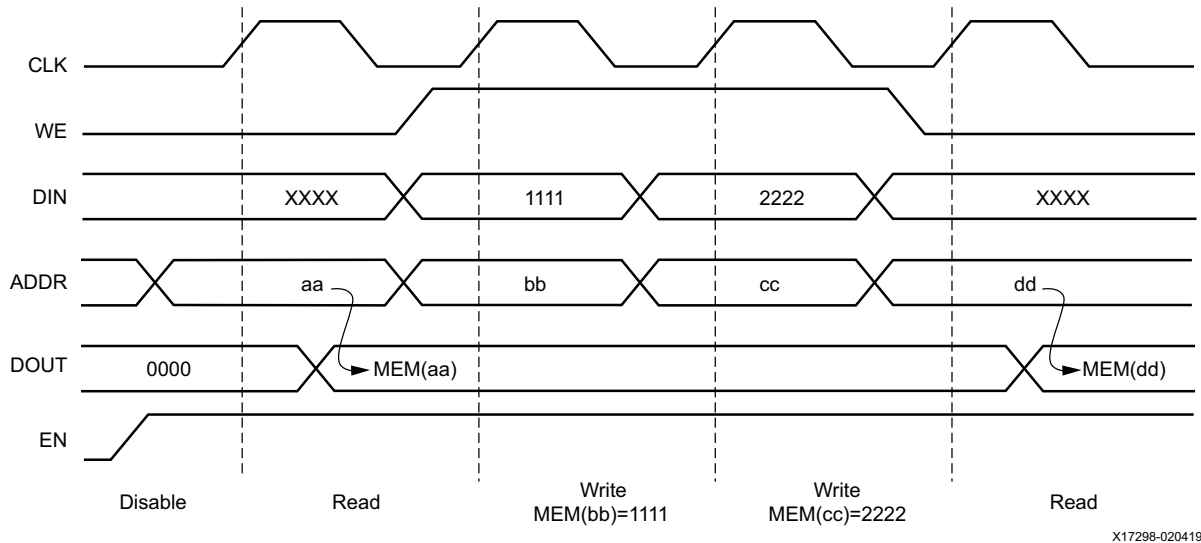 CLK
WE
DIN XXXX 1111 2222 XXXX
ADDR aa bb cc dd
DOUT 0000 MEM(aa) MEM(dd)
EN
Disable Read Write Write Read
MEM(bb)=1111 MEM(cc)=2222
X17298-020419